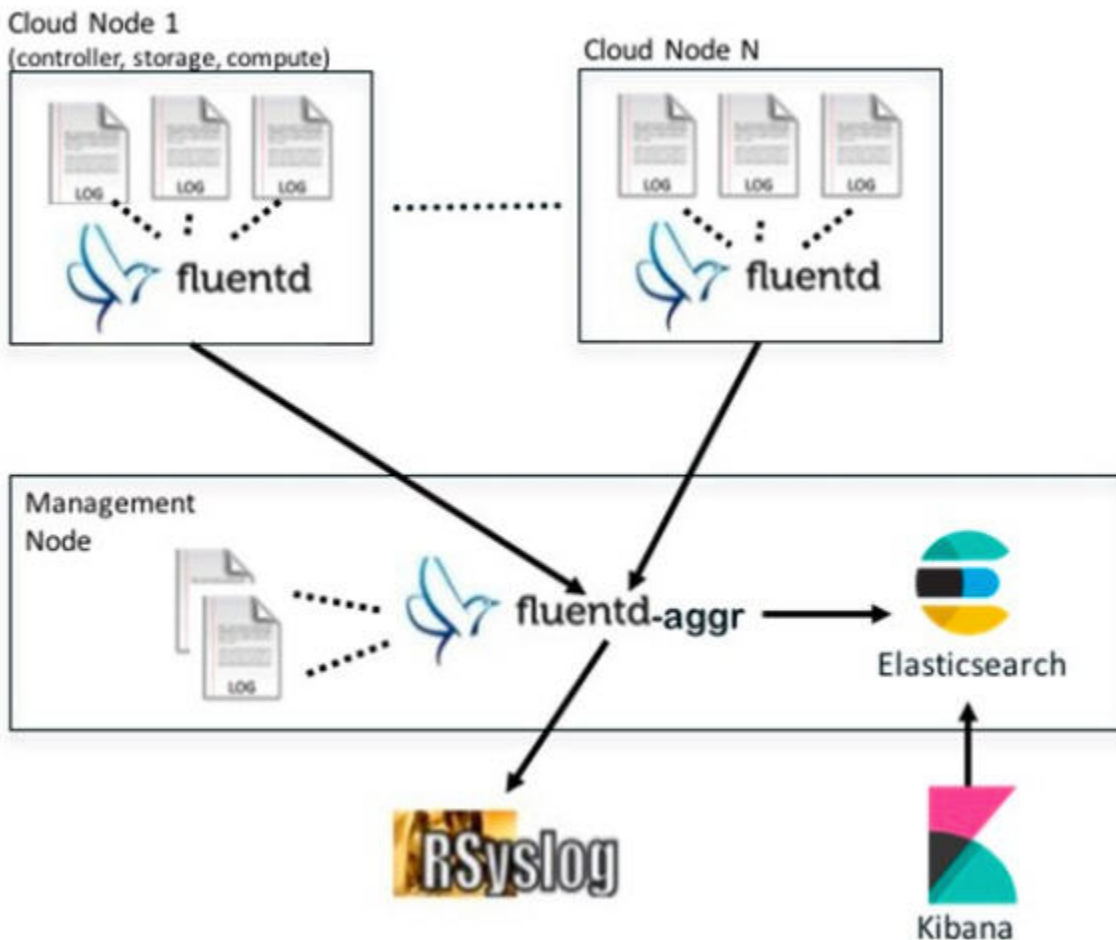 Cloud Node 1
(controller, storage, compute)
Cloud Node N
LOG
LOG
LOG
LOG
LOG
LOG
fluentd
fluentd
Management
Node
LOG
fluentd-aggr
Elasticsearch
RSyslog
Kibana